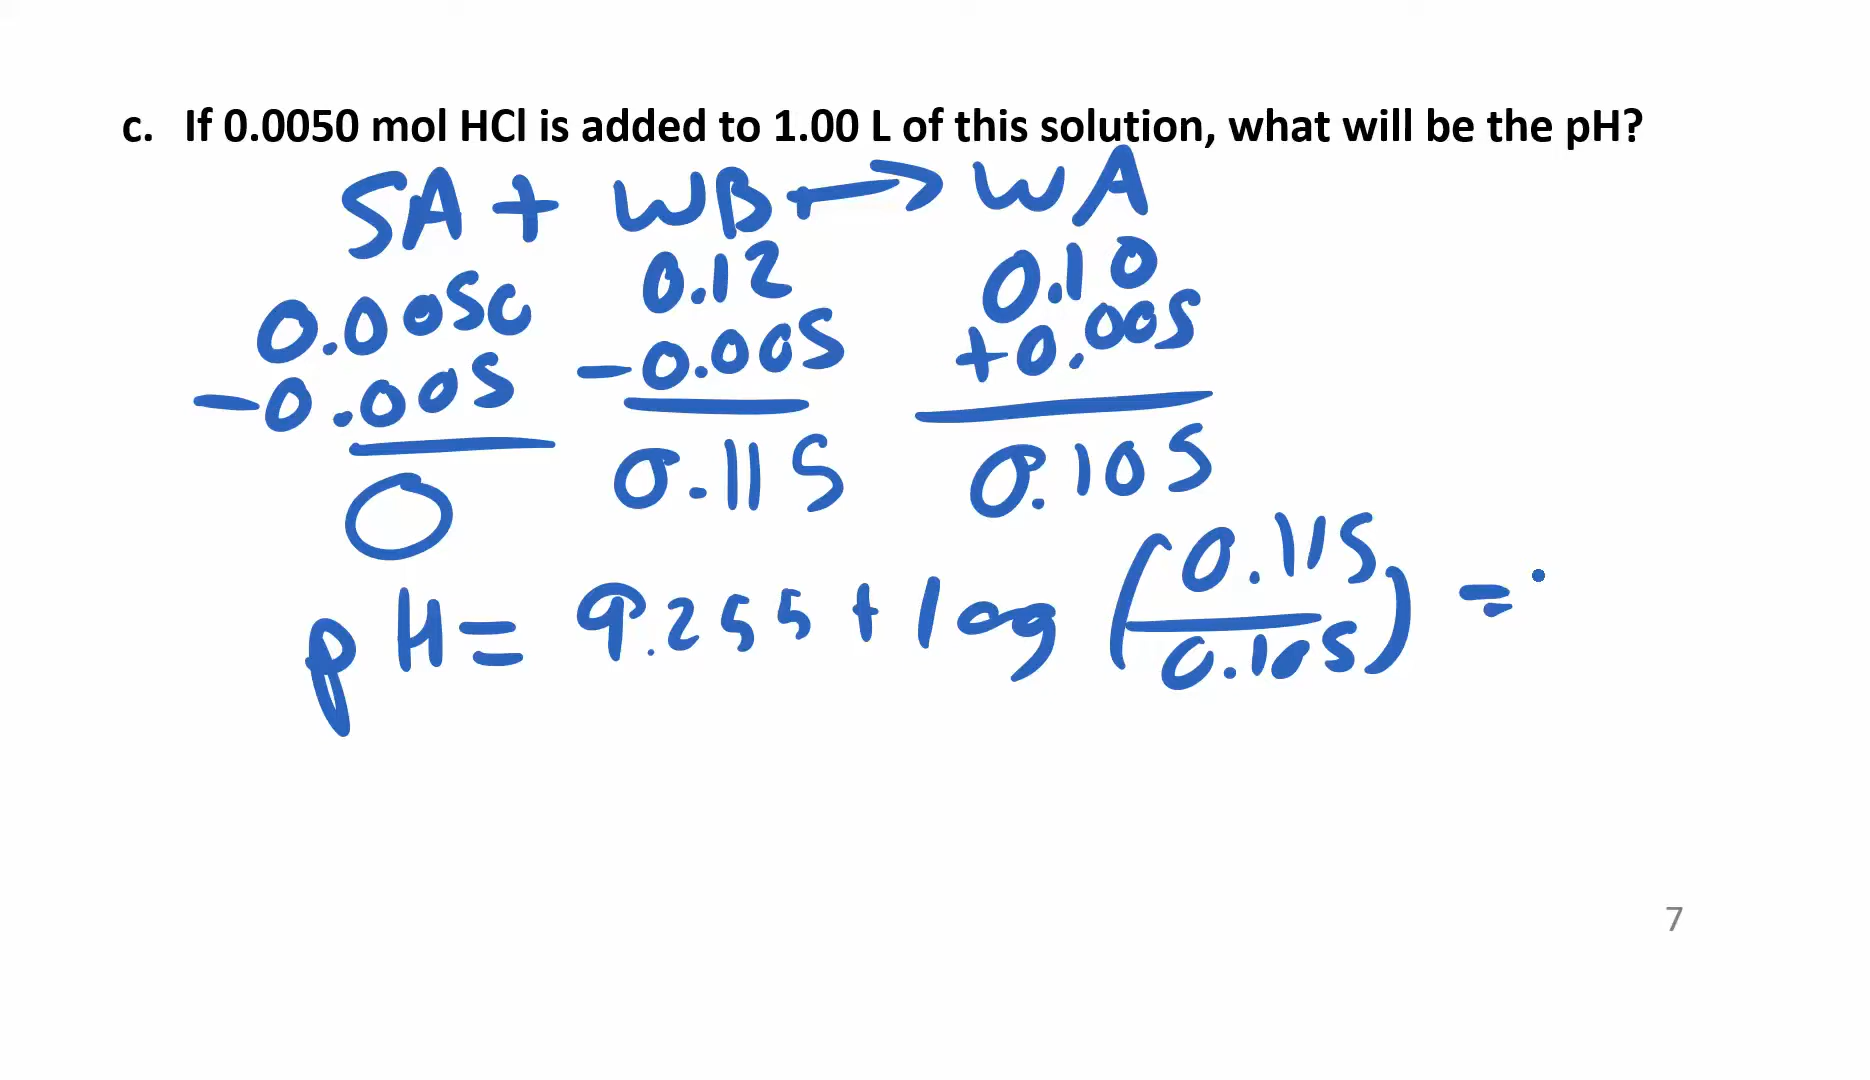 c. If 0.0050 mol HCl is added to 1.00 L of this solution, what will be the pH?
SA + WB → WA
0.0050 0.12 0.10
-0.005 -0.005 +0.005
0 0.115 0.105
pH = 9.255 + log (0.115/0.105) =
7